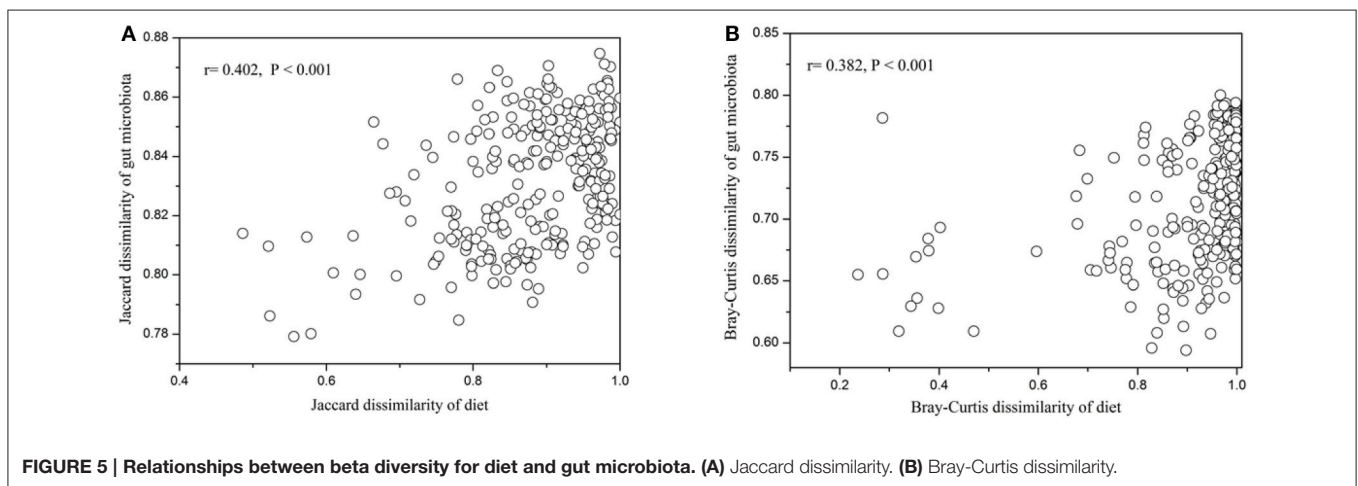 A
r= 0.402, P < 0.001
Jaccard dissimilarity of gut microbiota
0.88
0.86
0.84
0.82
0.80
0.78
0.4
0.6
0.8
1.0
Jaccard dissimilarity of diet
B
r= 0.382, P < 0.001
Bray-Curtis dissimilarity of gut microbiota
0.85
0.80
0.75
0.70
0.65
0.60
0.2
0.4
0.6
0.8
1.0
Bray-Curtis dissimilarity of diet
FIGURE 5 | Relationships between beta diversity for diet and gut microbiota. (A) Jaccard dissimilarity. (B) Bray-Curtis dissimilarity.